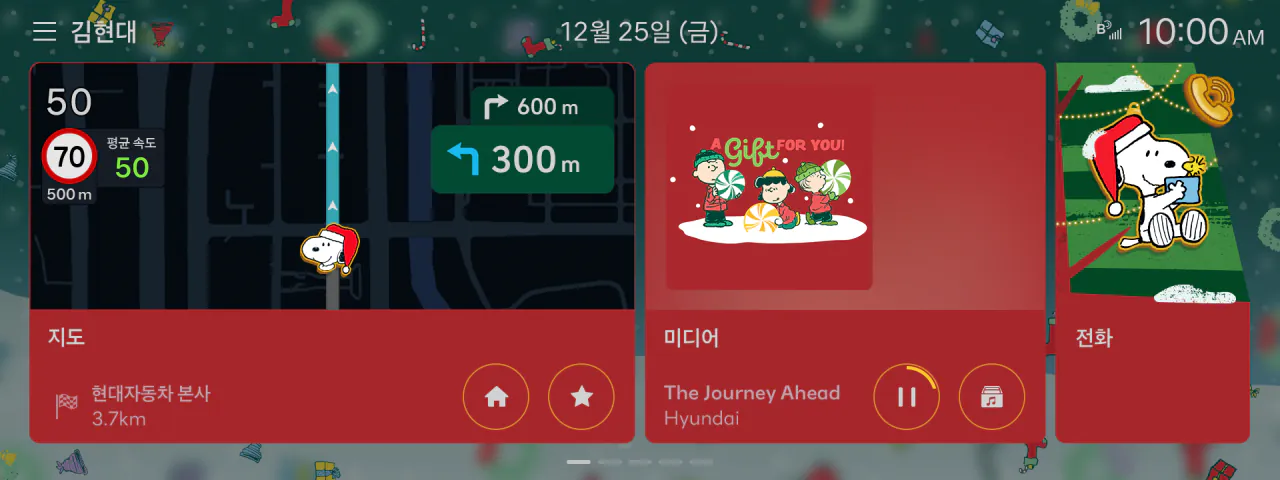 김현대
12월 25일 (금)
B
10:00 AM
50
70
평균 속도
50
500 m
600 m
300 m
지도
현대자동차 본사
3.7km
A Gift FOR YOU!
미디어
The Journey Ahead
Hyundai
전화